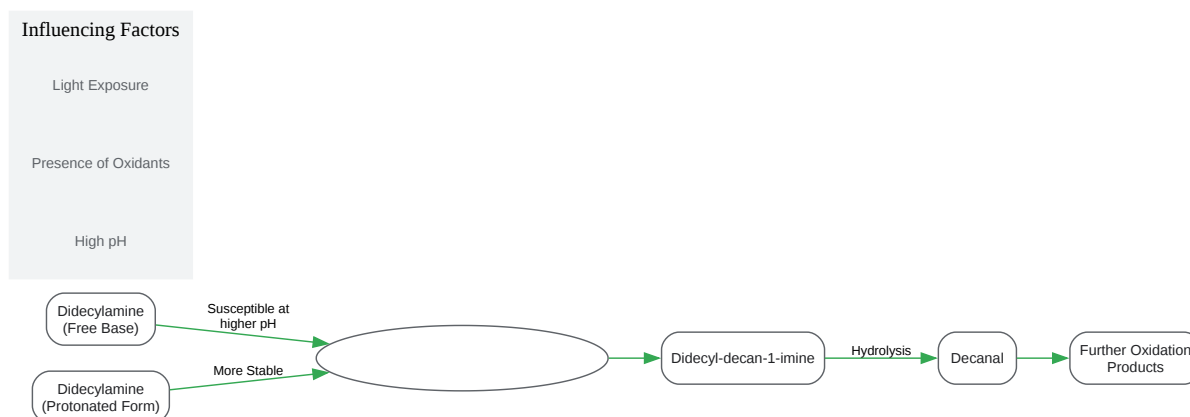 Influencing Factors
Light Exposure
Presence of Oxidants
High pH
Didecylamine
(Free Base)
Susceptible at
higher pH
Didecylamine
(Protonated Form)
More Stable
Didecyl-decan-1-imine
Hydrolysis
Decanal
Further Oxidation
Products